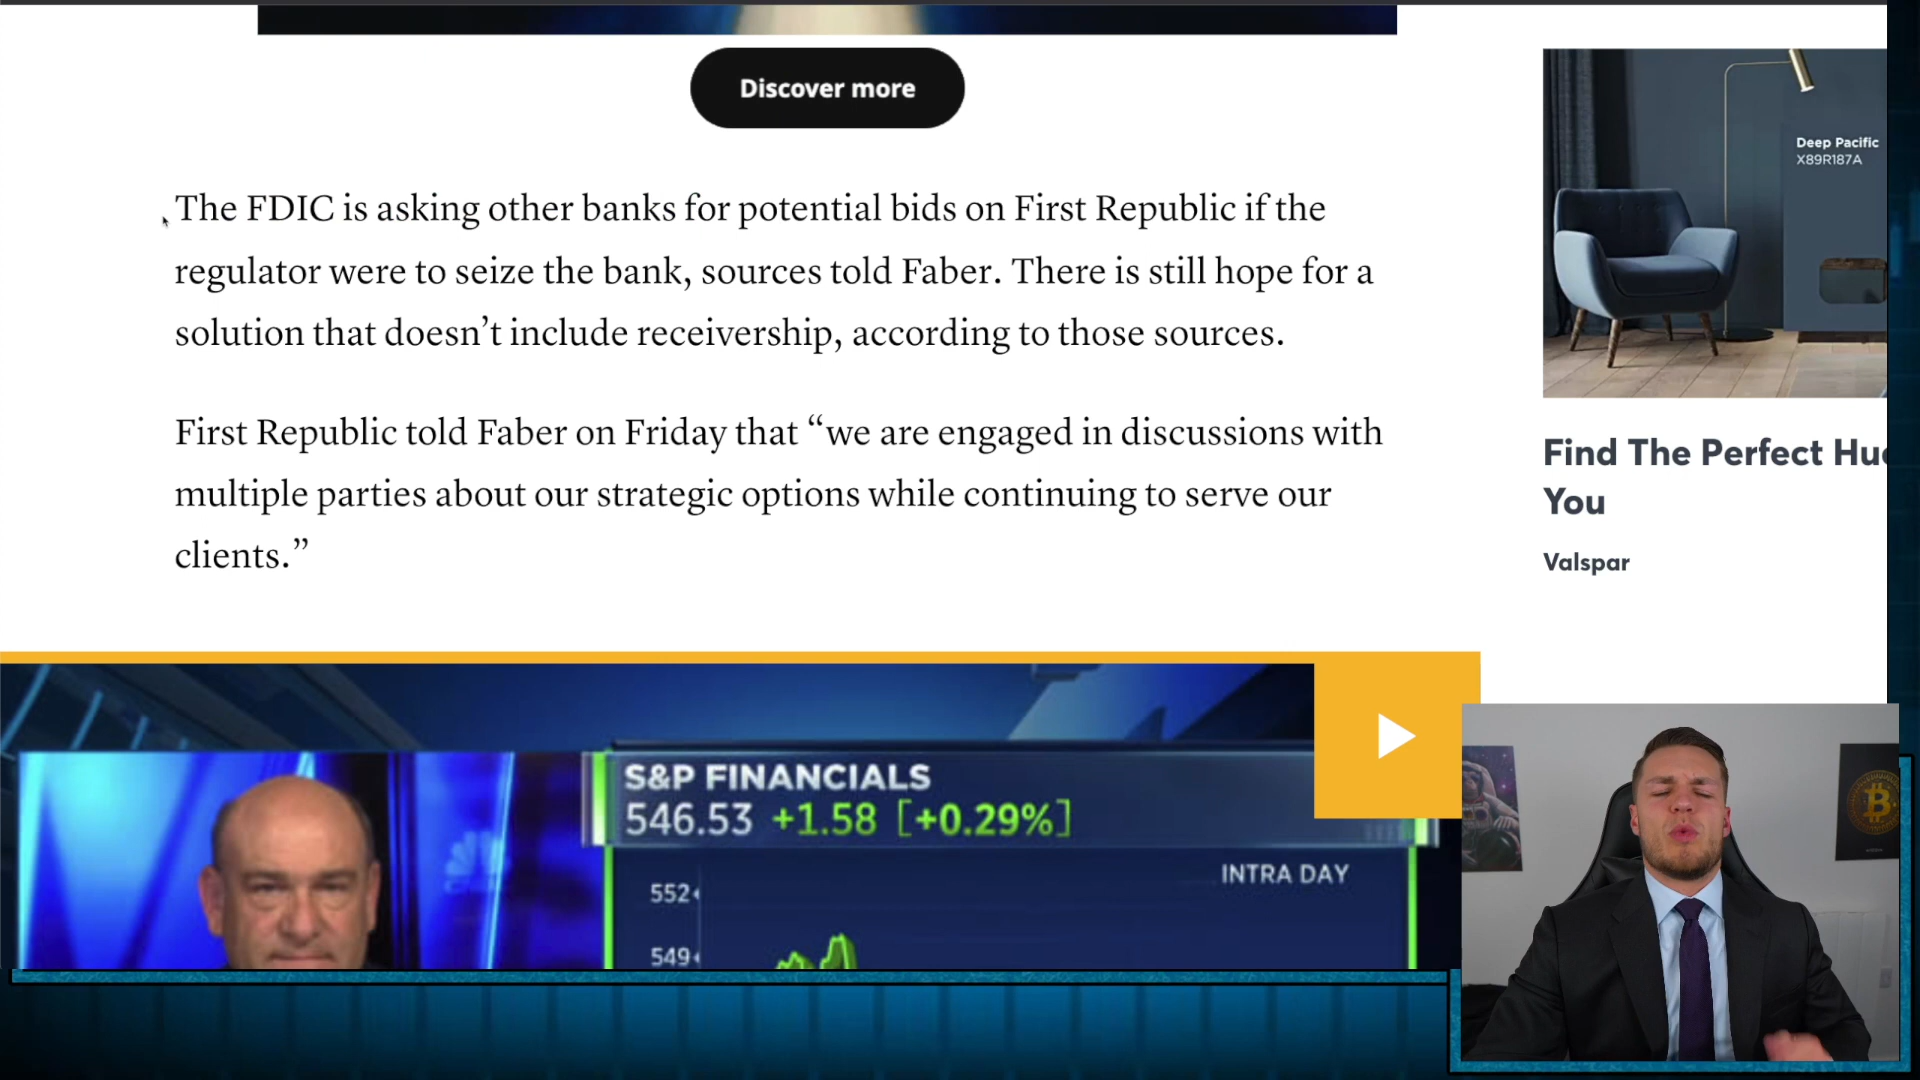 Discover more
The FDIC is asking other banks for potential bids on First Republic if the
regulator were to seize the bank, sources told Faber. There is still hope for a
solution that doesn’t include receivership, according to those sources.
First Republic told Faber on Friday that “we are engaged in discussions with
multiple parties about our strategic options while continuing to serve our
clients.”
Deep Pacific
X89R187A
Find The Perfect Hu
You
Valspar
S&P FINANCIALS
546.53 +1.58 [+0.29%]
INTRA DAY
552
549